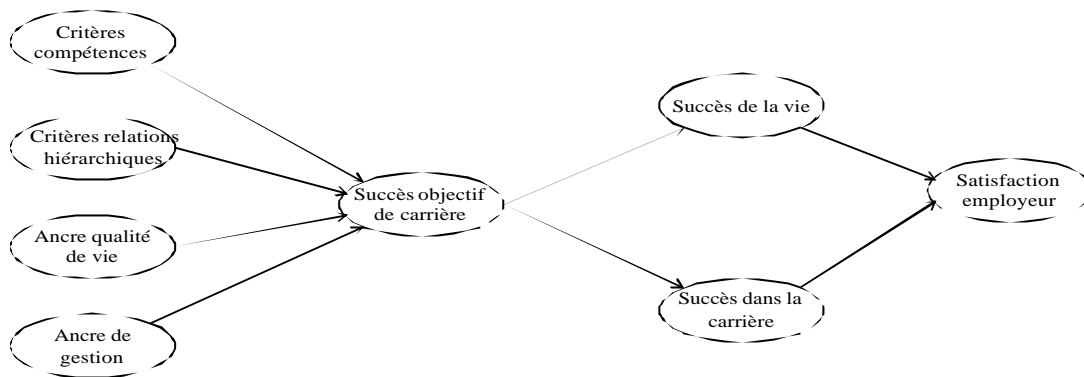 Critères
compétences
Critères relations
hiérarchiques
Ancre qualité
de vie
Ancre de
gestion
Succès objectif
de carrière
Succès de la vie
Succès dans la
carrière
Satisfaction
employeur